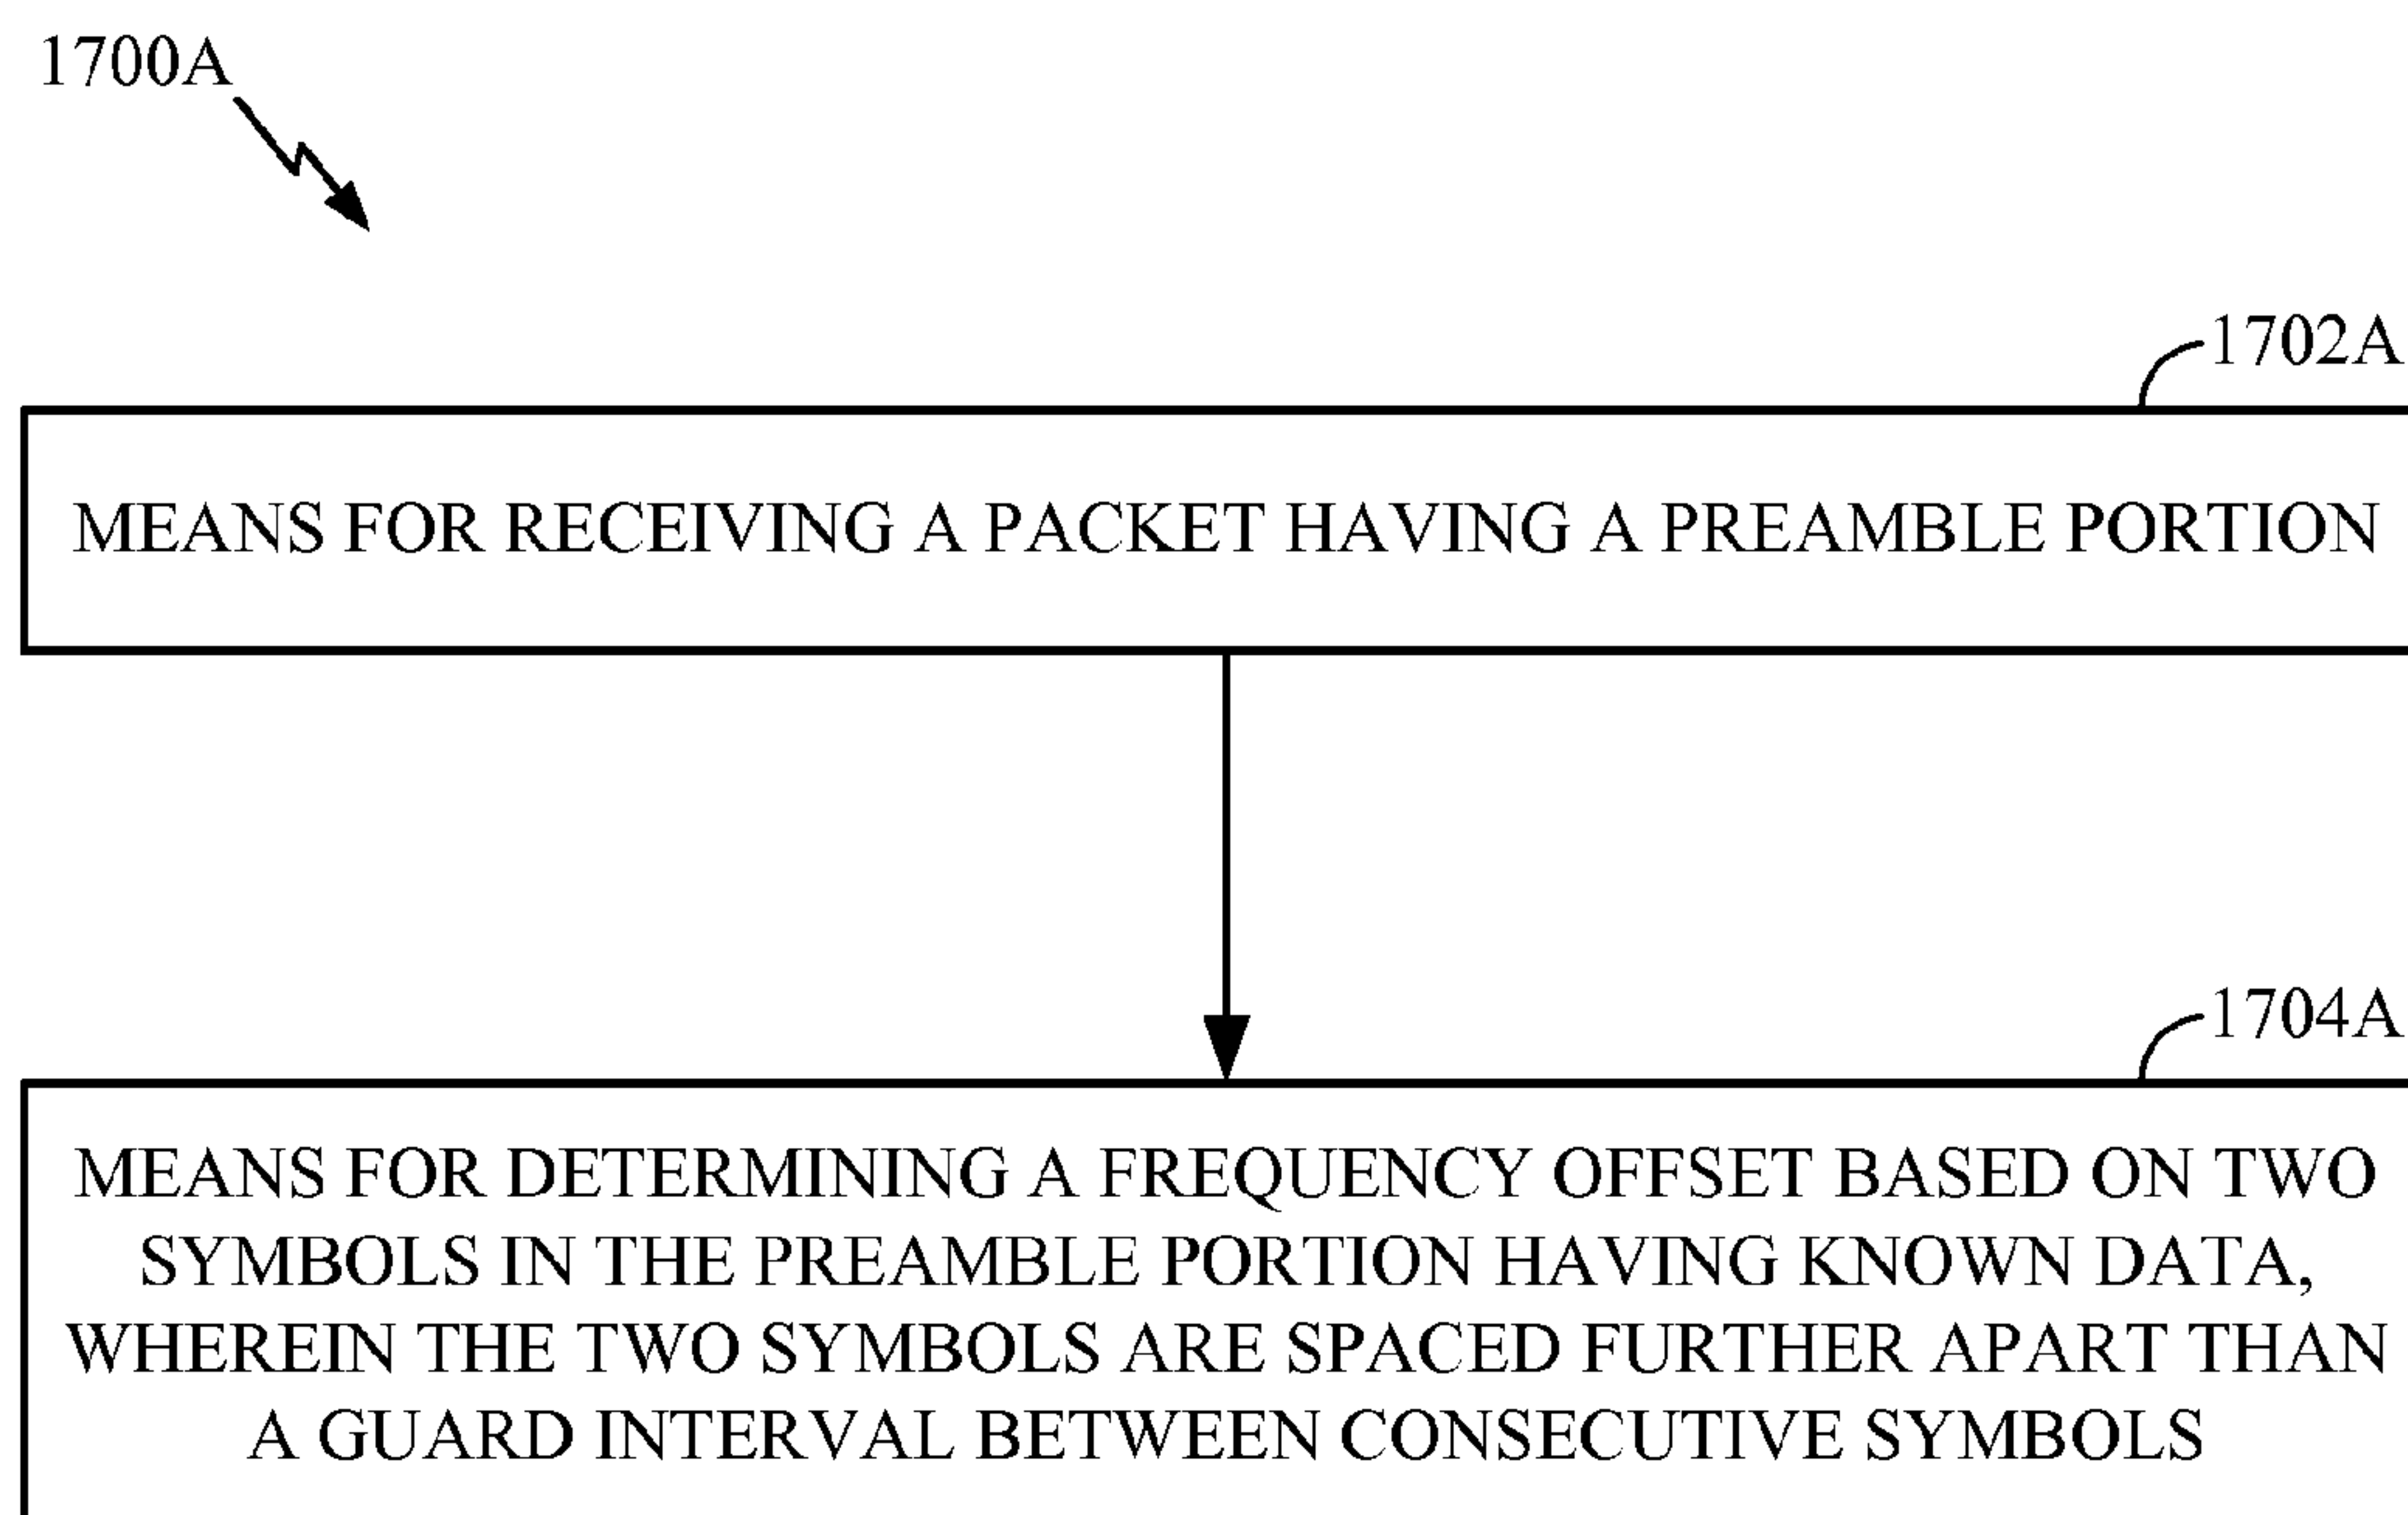 1700A
1702A
MEANS FOR RECEIVING A PACKET HAVING A PREAMBLE PORTION
1704A
MEANS FOR DETERMINING A FREQUENCY OFFSET BASED ON TWO
SYMBOLS IN THE PREAMBLE PORTION HAVING KNOWN DATA,
WHEREIN THE TWO SYMBOLS ARE SPACED FURTHER APART THAN
A GUARD INTERVAL BETWEEN CONSECUTIVE SYMBOLS